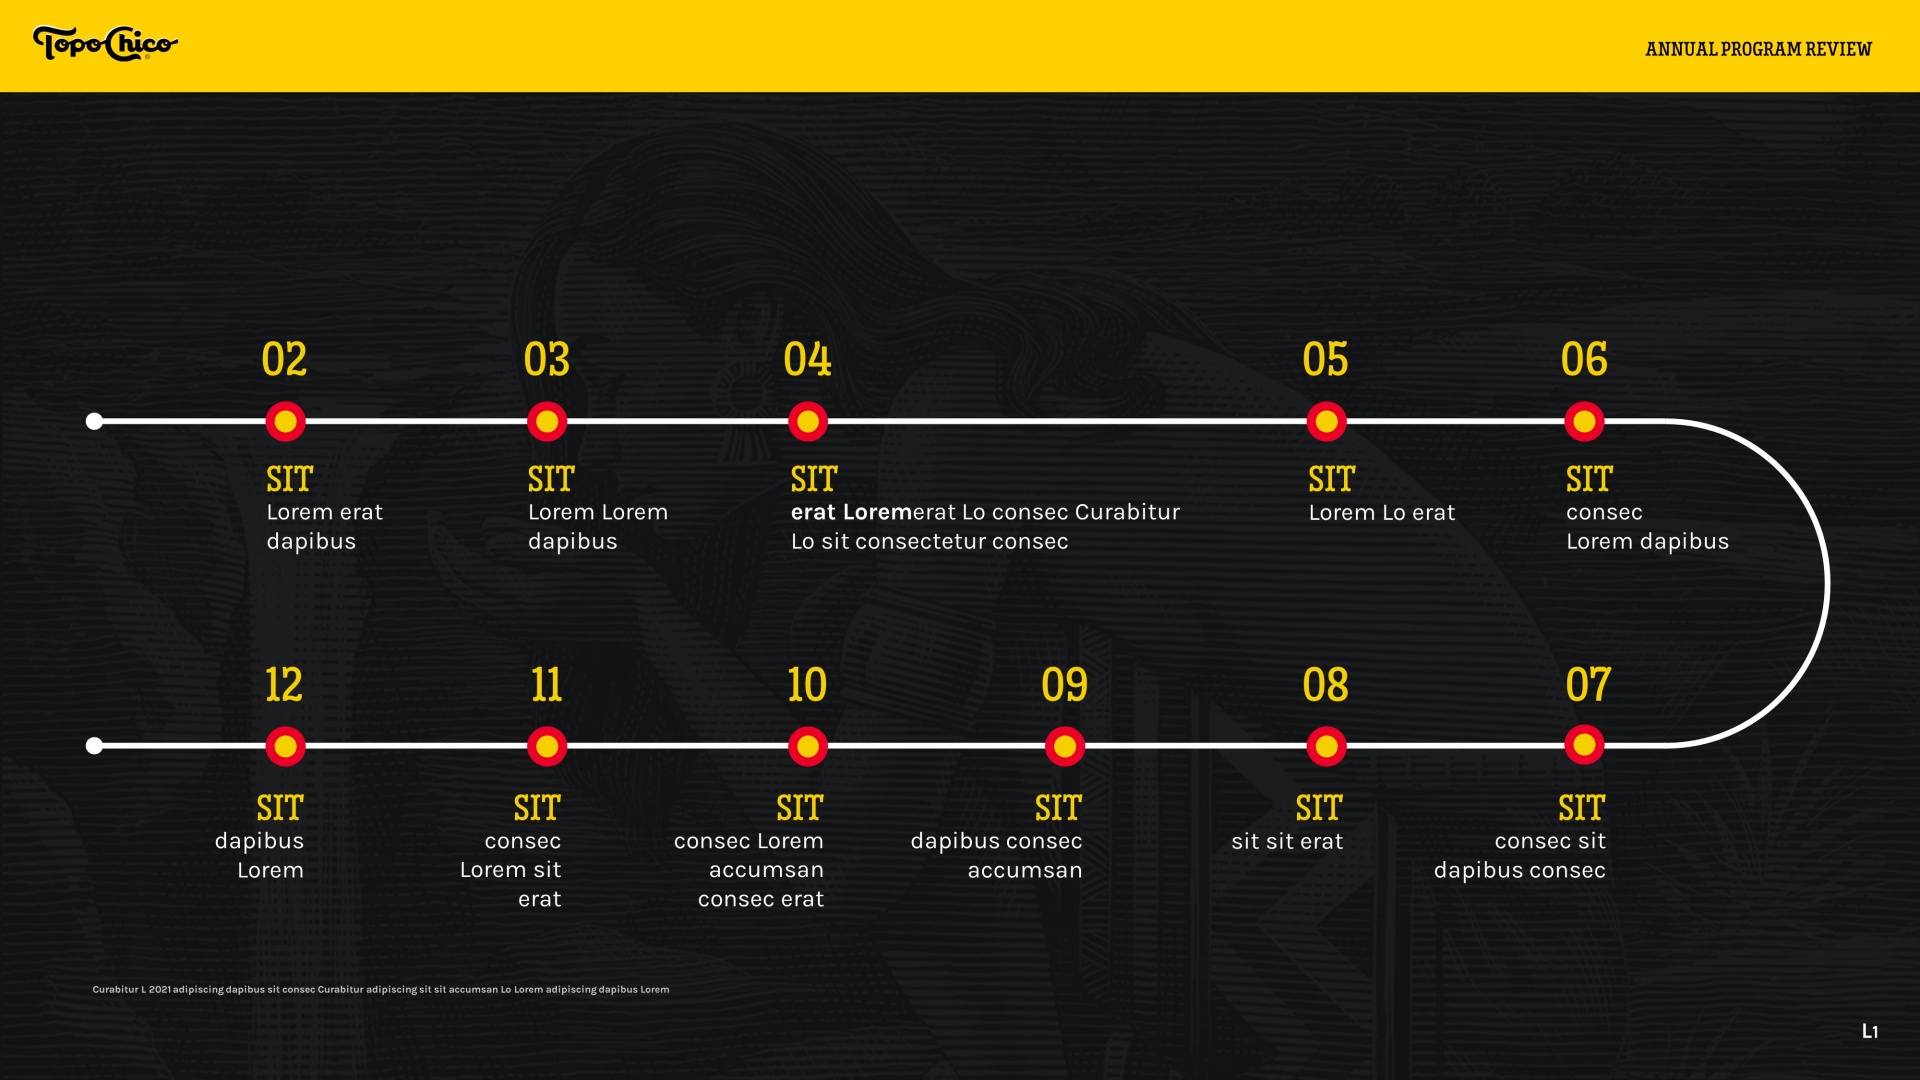 Topo Chico
ANNUAL PROGRAM REVIEW
02
03
04
05
06
SIT
Lorem erat
dapibus
SIT
Lorem Lorem
dapibus
SIT
erat Loremerat Lo consec Curabitur
Lo sit consectetur consec
SIT
Lorem Lo erat
SIT
consec
Lorem dapibus
12
11
10
09
08
07
SIT
dapibus
Lorem
SIT
consec
Lorem sit
erat
SIT
consec Lorem
accumsan
consec erat
SIT
dapibus consec
accumsan
SIT
sit sit erat
SIT
consec sit
dapibus consec
Curabitur L 2021 adipiscing dapibus sit consec Curabitur adipiscing sit sit accumsan Lo Lorem adipiscing dapibus Lorem
L1